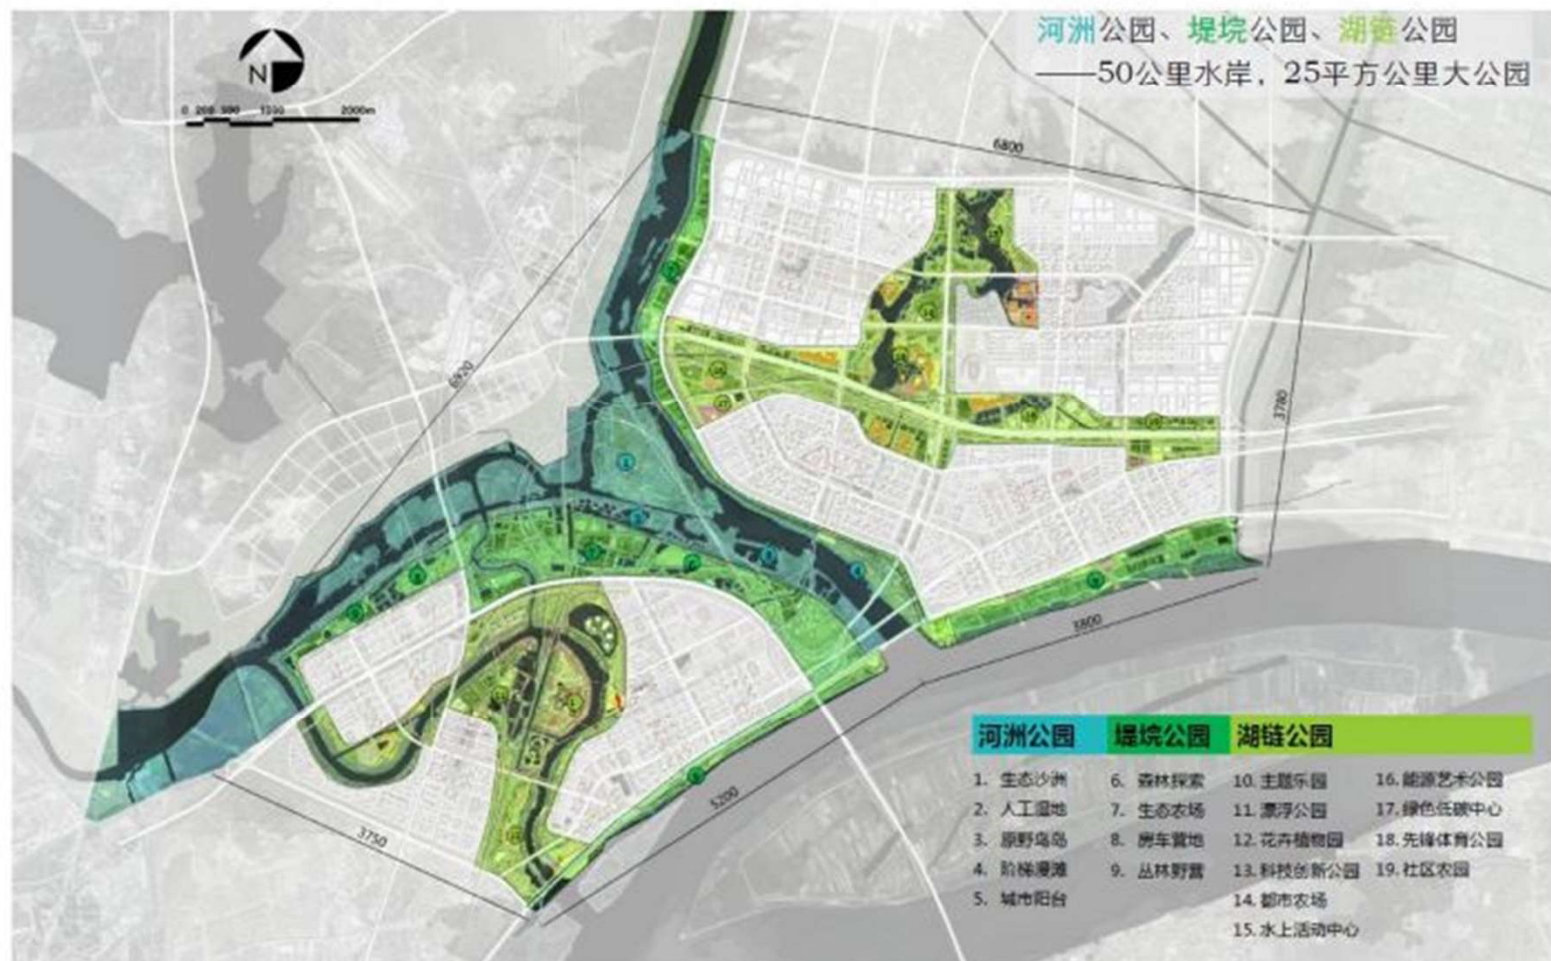 河洲公园、堤垸公园、湖链公园
——50公里水岸，25平方公里大公园
N
0 200 500 1000 2000m
6800
6920
3780
3800
5200
3750
河洲公园 堤垸公园 湖链公园
1. 生态沙洲 6. 森林探索 10. 主题乐园 16. 能源艺术公园
2. 人工湿地 7. 生态农场 11. 漂浮公园 17. 绿色低碳中心
3. 原野鸟岛 8. 房车营地 12. 花卉植物园 18. 先锋体育公园
4. 阶梯漫滩 9. 丛林野营 13. 科技创新公园 19. 社区农园
5. 城市阳台 14. 都市农场
15. 水上活动中心